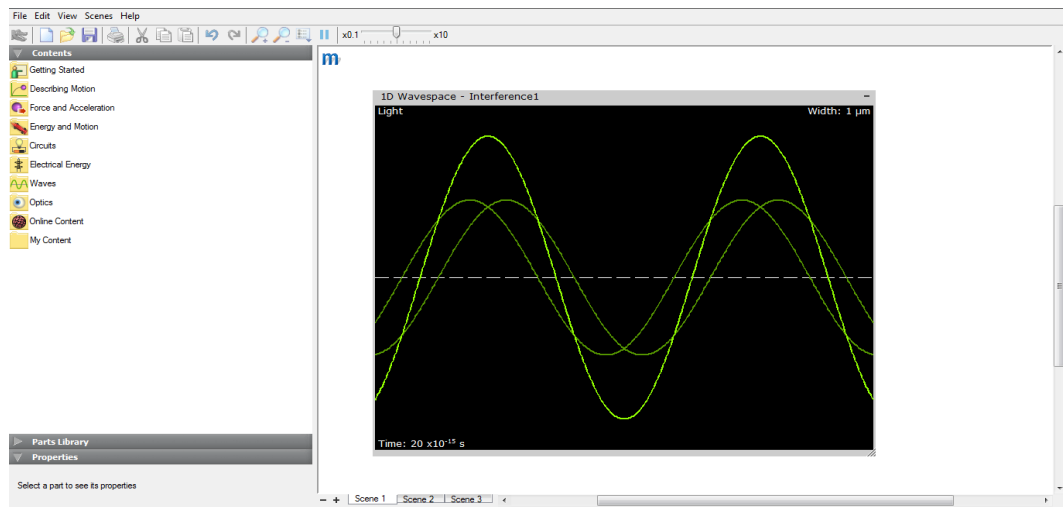 File Edit View Scenes Help
x0.1 x10
Contents
Getting Started
Describing Motion
Force and Acceleration
Energy and Motion
Circuits
Electrical Energy
Waves
Optics
Online Content
My Content
Parts Library
Properties
Select a part to see its properties
m
1D Wavespace - Interference1
Light
Width: 1 µm
Time: 20 x10⁻¹⁵ s
Scene 1 Scene 2 Scene 3